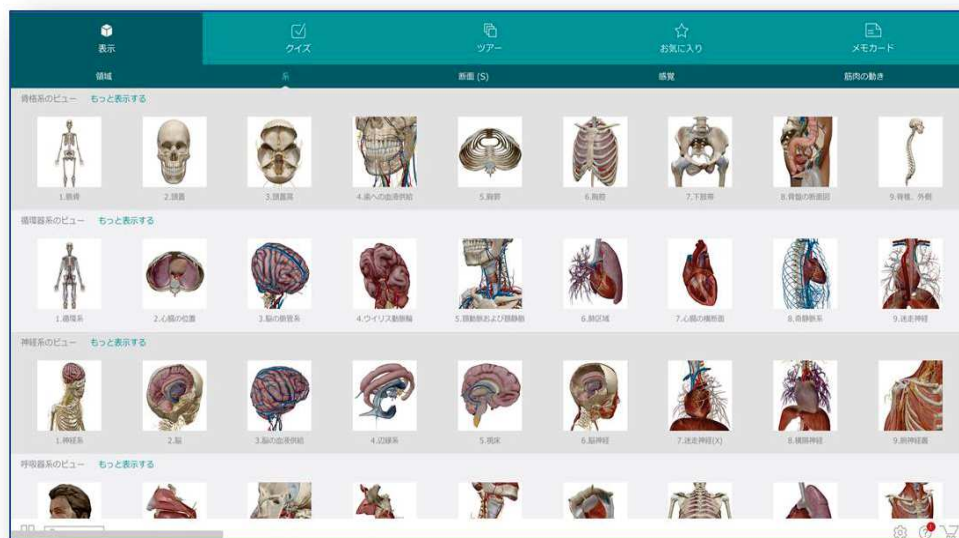 表示
クイズ
ツアー
お気に入り
メモカード
領域
系
断面 (S)
感覚
筋肉の動き
骨格系のビュー もっと表示する
1.骸骨
2.頭蓋
3.頭蓋底
4.歯への血液供給
5.胸郭
6.胸腔
7.下肢帯
8.骨盤の断面図
9.脊椎、外側
循環器系のビュー もっと表示する
1.循環系
2.心臓の位置
3.脳の脈管系
4.ウイリス動脈輪
5.頸動脈および頸静脈
6.肺区域
7.心臓の横断面
8.奇静脈系
9.迷走神経
神経系のビュー もっと表示する
1.神経系
2.脳
3.脳の血液供給
4.辺縁系
5.視床
6.脳神経
7.迷走神経(X)
8.横隔神経
9.腕神経叢
呼吸器系のビュー もっと表示する